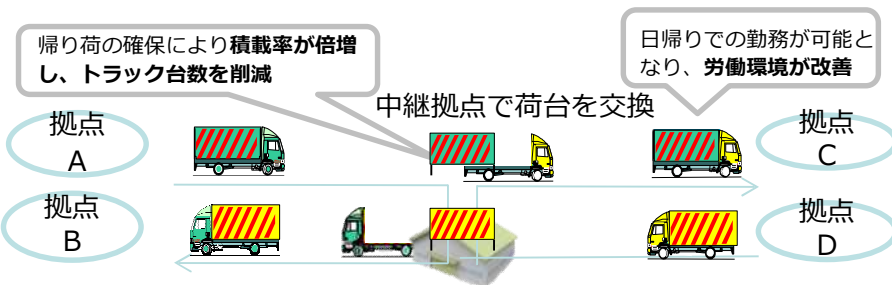 帰り荷の確保により積載率が倍増
し、トラック台数を削減
日帰りでの勤務が可能と
なり、労働環境が改善
中継拠点で荷台を交換
拠点
A
拠点
C
拠点
B
拠点
D